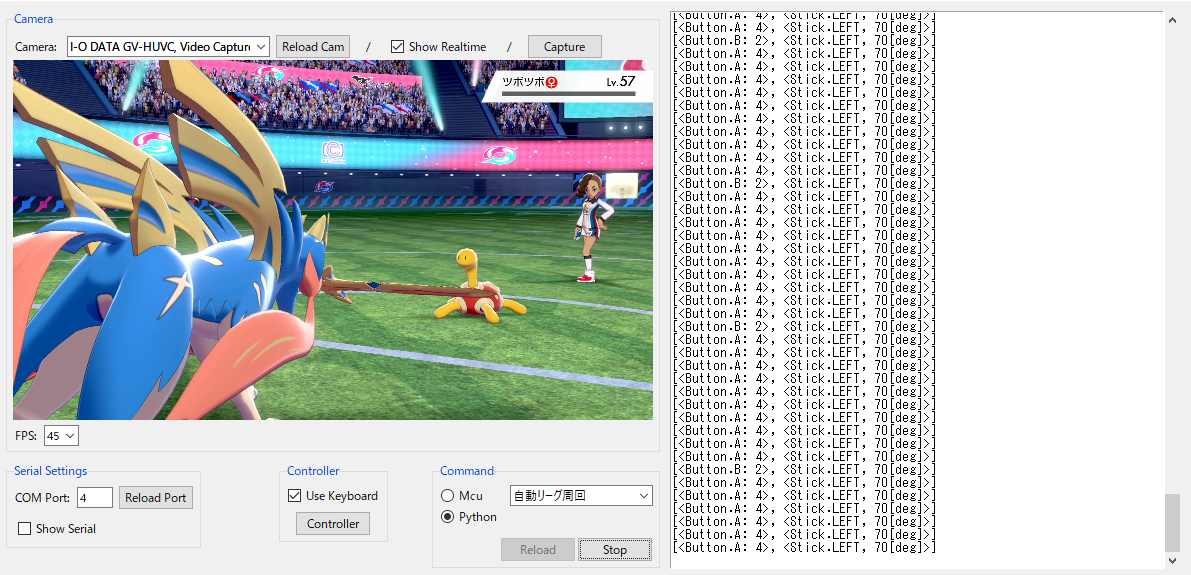 Camera
Camera: I-O DATA GV-HUVC, Video Capture Reload Cam / Show Realtime / Capture
ツボツボ♀ Lv.57
FPS: 45
Serial Settings
COM Port: 4 Reload Port
Show Serial
Controller
Use Keyboard
Controller
Command
Mcu
Python
自動リーグ周回
Reload Stop
[<Button.A: 4>, <Stick.LEFT, 70[deg]>]
[<Button.A: 4>, <Stick.LEFT, 70[deg]>]
[<Button.B: 2>, <Stick.LEFT, 70[deg]>]
[<Button.A: 4>, <Stick.LEFT, 70[deg]>]
[<Button.A: 4>, <Stick.LEFT, 70[deg]>]
[<Button.A: 4>, <Stick.LEFT, 70[deg]>]
[<Button.A: 4>, <Stick.LEFT, 70[deg]>]
[<Button.A: 4>, <Stick.LEFT, 70[deg]>]
[<Button.A: 4>, <Stick.LEFT, 70[deg]>]
[<Button.A: 4>, <Stick.LEFT, 70[deg]>]
[<Button.A: 4>, <Stick.LEFT, 70[deg]>]
[<Button.A: 4>, <Stick.LEFT, 70[deg]>]
[<Button.A: 4>, <Stick.LEFT, 70[deg]>]
[<Button.B: 2>, <Stick.LEFT, 70[deg]>]
[<Button.A: 4>, <Stick.LEFT, 70[deg]>]
[<Button.A: 4>, <Stick.LEFT, 70[deg]>]
[<Button.A: 4>, <Stick.LEFT, 70[deg]>]
[<Button.A: 4>, <Stick.LEFT, 70[deg]>]
[<Button.A: 4>, <Stick.LEFT, 70[deg]>]
[<Button.A: 4>, <Stick.LEFT, 70[deg]>]
[<Button.A: 4>, <Stick.LEFT, 70[deg]>]
[<Button.A: 4>, <Stick.LEFT, 70[deg]>]
[<Button.A: 4>, <Stick.LEFT, 70[deg]>]
[<Button.A: 4>, <Stick.LEFT, 70[deg]>]
[<Button.B: 2>, <Stick.LEFT, 70[deg]>]
[<Button.A: 4>, <Stick.LEFT, 70[deg]>]
[<Button.A: 4>, <Stick.LEFT, 70[deg]>]
[<Button.A: 4>, <Stick.LEFT, 70[deg]>]
[<Button.A: 4>, <Stick.LEFT, 70[deg]>]
[<Button.A: 4>, <Stick.LEFT, 70[deg]>]
[<Button.A: 4>, <Stick.LEFT, 70[deg]>]
[<Button.A: 4>, <Stick.LEFT, 70[deg]>]
[<Button.A: 4>, <Stick.LEFT, 70[deg]>]
[<Button.A: 4>, <Stick.LEFT, 70[deg]>]
[<Button.A: 4>, <Stick.LEFT, 70[deg]>]
[<Button.B: 2>, <Stick.LEFT, 70[deg]>]
[<Button.A: 4>, <Stick.LEFT, 70[deg]>]
[<Button.A: 4>, <Stick.LEFT, 70[deg]>]
[<Button.A: 4>, <Stick.LEFT, 70[deg]>]
[<Button.A: 4>, <Stick.LEFT, 70[deg]>]
[<Button.A: 4>, <Stick.LEFT, 70[deg]>]
[<Button.A: 4>, <Stick.LEFT, 70[deg]>]